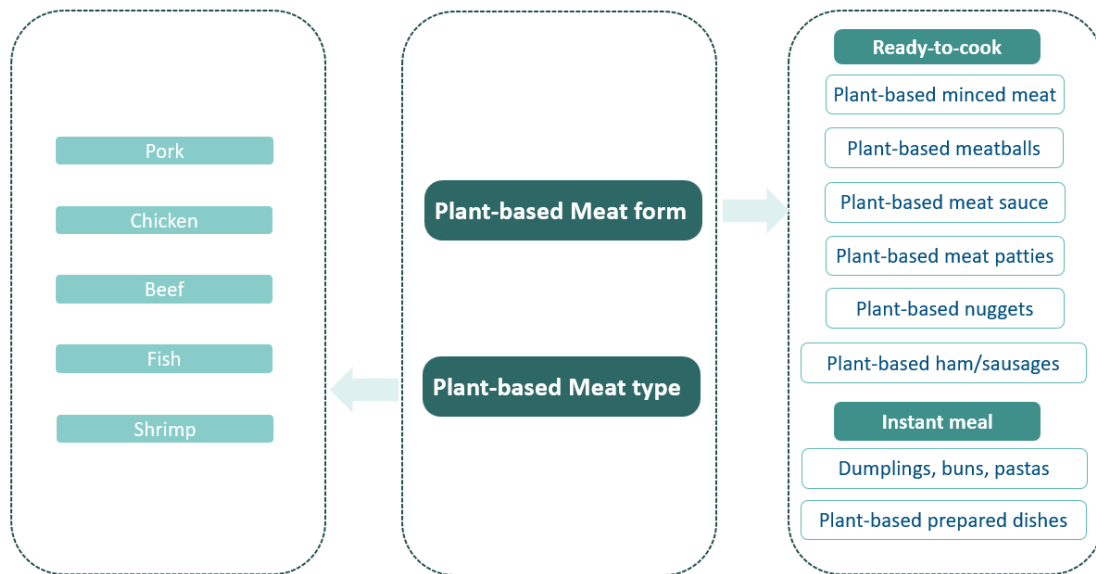 Pork
Chicken
Beef
Fish
Shrimp
Plant-based Meat form
Plant-based Meat type
Ready-to-cook
Plant-based minced meat
Plant-based meatballs
Plant-based meat sauce
Plant-based meat patties
Plant-based nuggets
Plant-based ham/sausages
Instant meal
Dumplings, buns, pastas
Plant-based prepared dishes